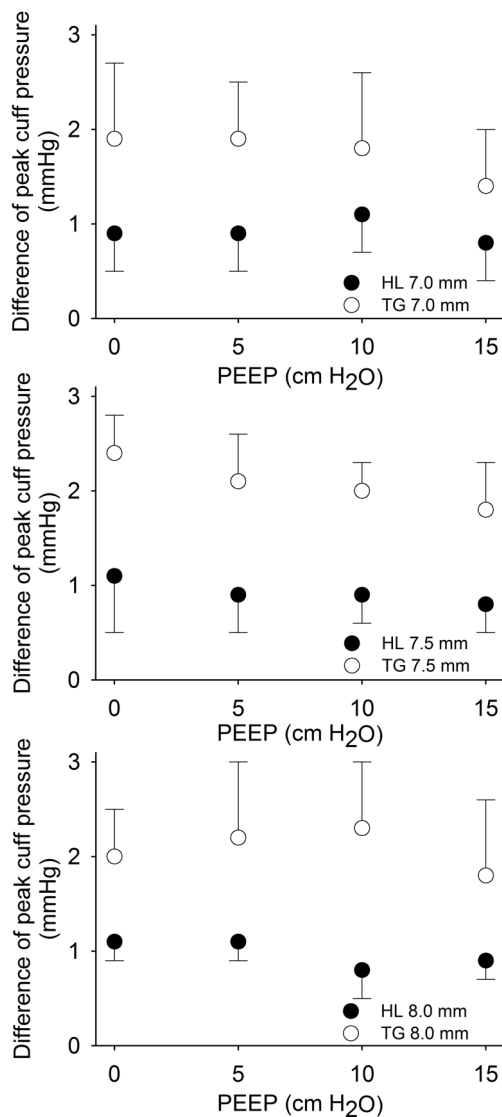 Difference of peak cuff pressure
(mmHg)
3
2
1
0
HL 7.0 mm
TG 7.0 mm
0 5 10 15
PEEP (cm H₂O)
Difference of peak cuff pressure
(mmHg)
3
2
1
0
HL 7.5 mm
TG 7.5 mm
0 5 10 15
PEEP (cm H₂O)
Difference of peak cuff pressure
(mmHg)
3
2
1
0
HL 8.0 mm
TG 8.0 mm
0 5 10 15
PEEP (cm H₂O)